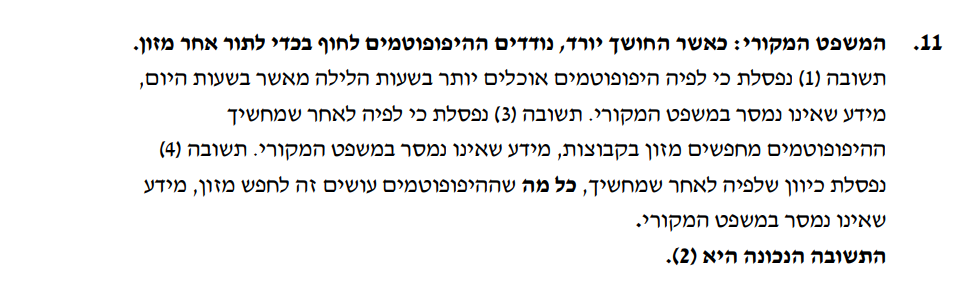 11. המשפט המקורי: כאשר החושך יורד, נודדים ההיפופוטמים לחוף בכדי לתור אחר מזון.
תשובה (1) נפסלת כי לפיה היפופוטמים אוכלים יותר בשעות הלילה מאשר בשעות היום,
מידע שאינו נמסר במשפט המקורי. תשובה (3) נפסלת כי לפיה לאחר שמחשיך
ההיפופוטמים מחפשים מזון בקבוצות, מידע שאינו נמסר במשפט המקורי. תשובה (4)
נפסלת כיוון שלפיה לאחר שמחשיך, כל מה שההיפופוטמים עושים זה לחפש מזון, מידע
שאינו נמסר במשפט המקורי.
התשובה הנכונה היא (2).